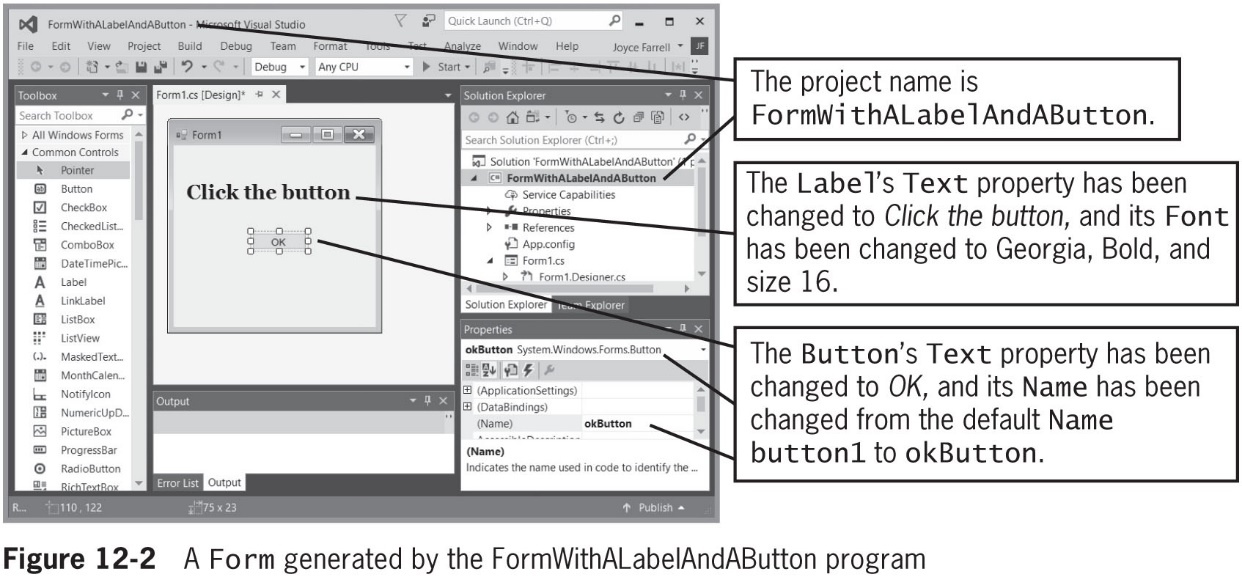 FormWithALabelAndAButton - Microsoft Visual Studio
Quick Launch (Ctrl+Q)
File Edit View Project Build Debug Team Format Tools Test Analyze Window Help Joyce Farrell JF
Debug Any CPU Start
Toolbox
Search Toolbox
All Windows Forms
Common Controls
Pointer
Button
CheckBox
CheckedList...
ComboBox
DateTimePic...
Label
LinkLabel
ListBox
ListView
MaskedText...
MonthCalen...
NotifyIcon
NumericUpD...
PictureBox
ProgressBar
RadioButton
RichTextBox
Form1.cs [Design]*
Form1
Click the button
OK
Output
Error List Output
Solution Explorer
Search Solution Explorer (Ctrl+;)
Solution 'FormWithALabelAndAButton' (1 p
FormWithALabelAndAButton
Service Capabilities
Properties
References
App.config
Form1.cs
Form1.Designer.cs
Solution Explorer Team Explorer
Properties
okButton System.Windows.Forms.Button
(ApplicationSettings)
(DataBindings)
(Name) okButton
AccessibleDescription
(Name)
Indicates the name used in code to identify the ...
R... 110 , 122 75 x 23 Publish
The project name is
FormWithALabelAndAButton.
The Label's Text property has been
changed to Click the button, and its Font
has been changed to Georgia, Bold, and
size 16.
The Button's Text property has been
changed to OK, and its Name has been
changed from the default Name
button1 to okButton.
Figure 12-2 A Form generated by the FormWithALabelAndAButton program